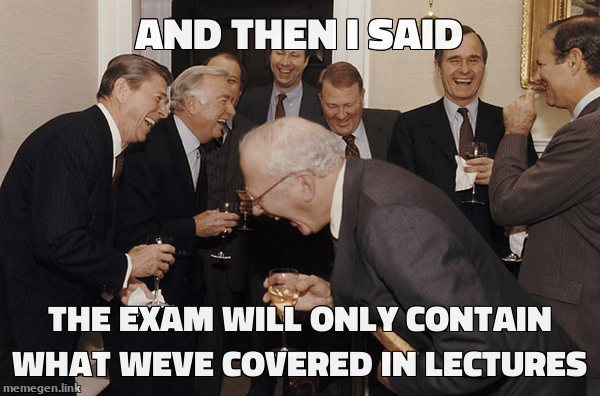 AND THEN I SAID
THE EXAM WILL ONLY CONTAIN
WHAT WEVE COVERED IN LECTURES
memegen.link